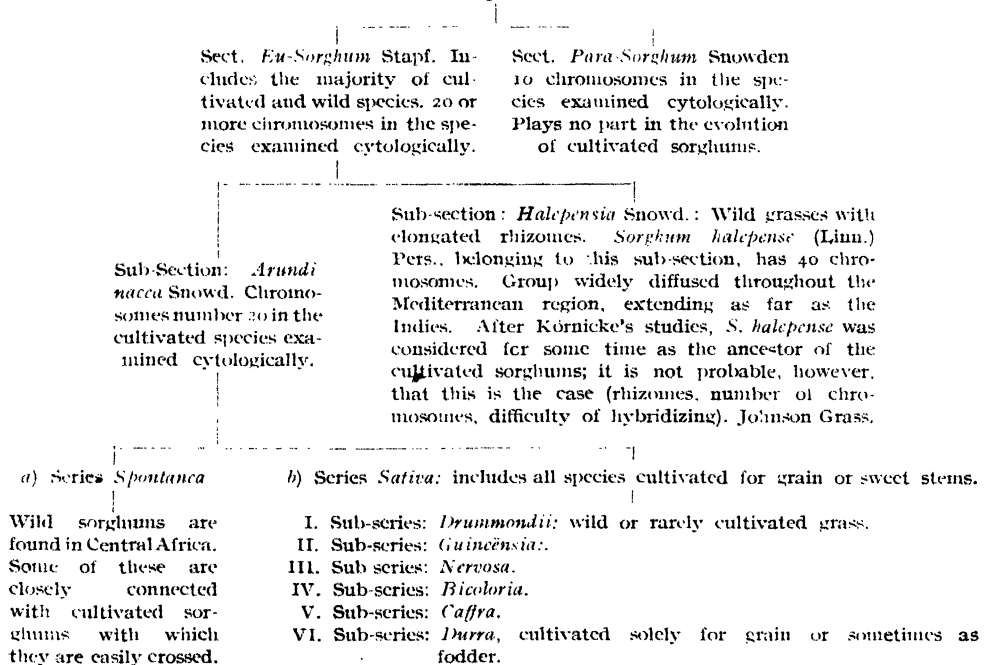 Sect. Eu-Sorghum Stapf. In-
cludes the majority of cul-
tivated and wild species. 20 or
more chromosomes in the spe-
cies examined cytologically.
Sect. Para-Sorghum Snowden
10 chromosomes in the spe-
cies examined cytologically.
Plays no part in the evolution
of cultivated sorghums.
Sub-Section: Arundi
nacea Snowd. Chromo-
somes number 20 in the
cultivated species exa-
mined cytologically.
Sub-section: Halepensia Snowd.: Wild grasses with
elongated rhizomes. Sorghum halepense (Linn.)
Pers., belonging to this sub-section, has 40 chro-
mosomes. Group widely diffused throughout the
Mediterranean region, extending as far as the
Indies. After Körnicke's studies, S. halepense was
considered for some time as the ancestor of the
cultivated sorghums; it is not probable, however,
that this is the case (rhizomes, number of chro-
mosomes, difficulty of hybridizing). Johnson Grass.
a) Series Spontanea
Wild sorghums are
found in Central Africa.
Some of these are
closely connected
with cultivated sor-
ghums with which
they are easily crossed.
b) Series Sativa: includes all species cultivated for grain or sweet stems.
I. Sub-series: Drummondii: wild or rarely cultivated grass.
II. Sub-series: Guineënsia:.
III. Sub series: Nervosa.
IV. Sub-series: Bicoloria.
V. Sub-series: Caffra.
VI. Sub-series: Durra, cultivated solely for grain or sometimes as
fodder.